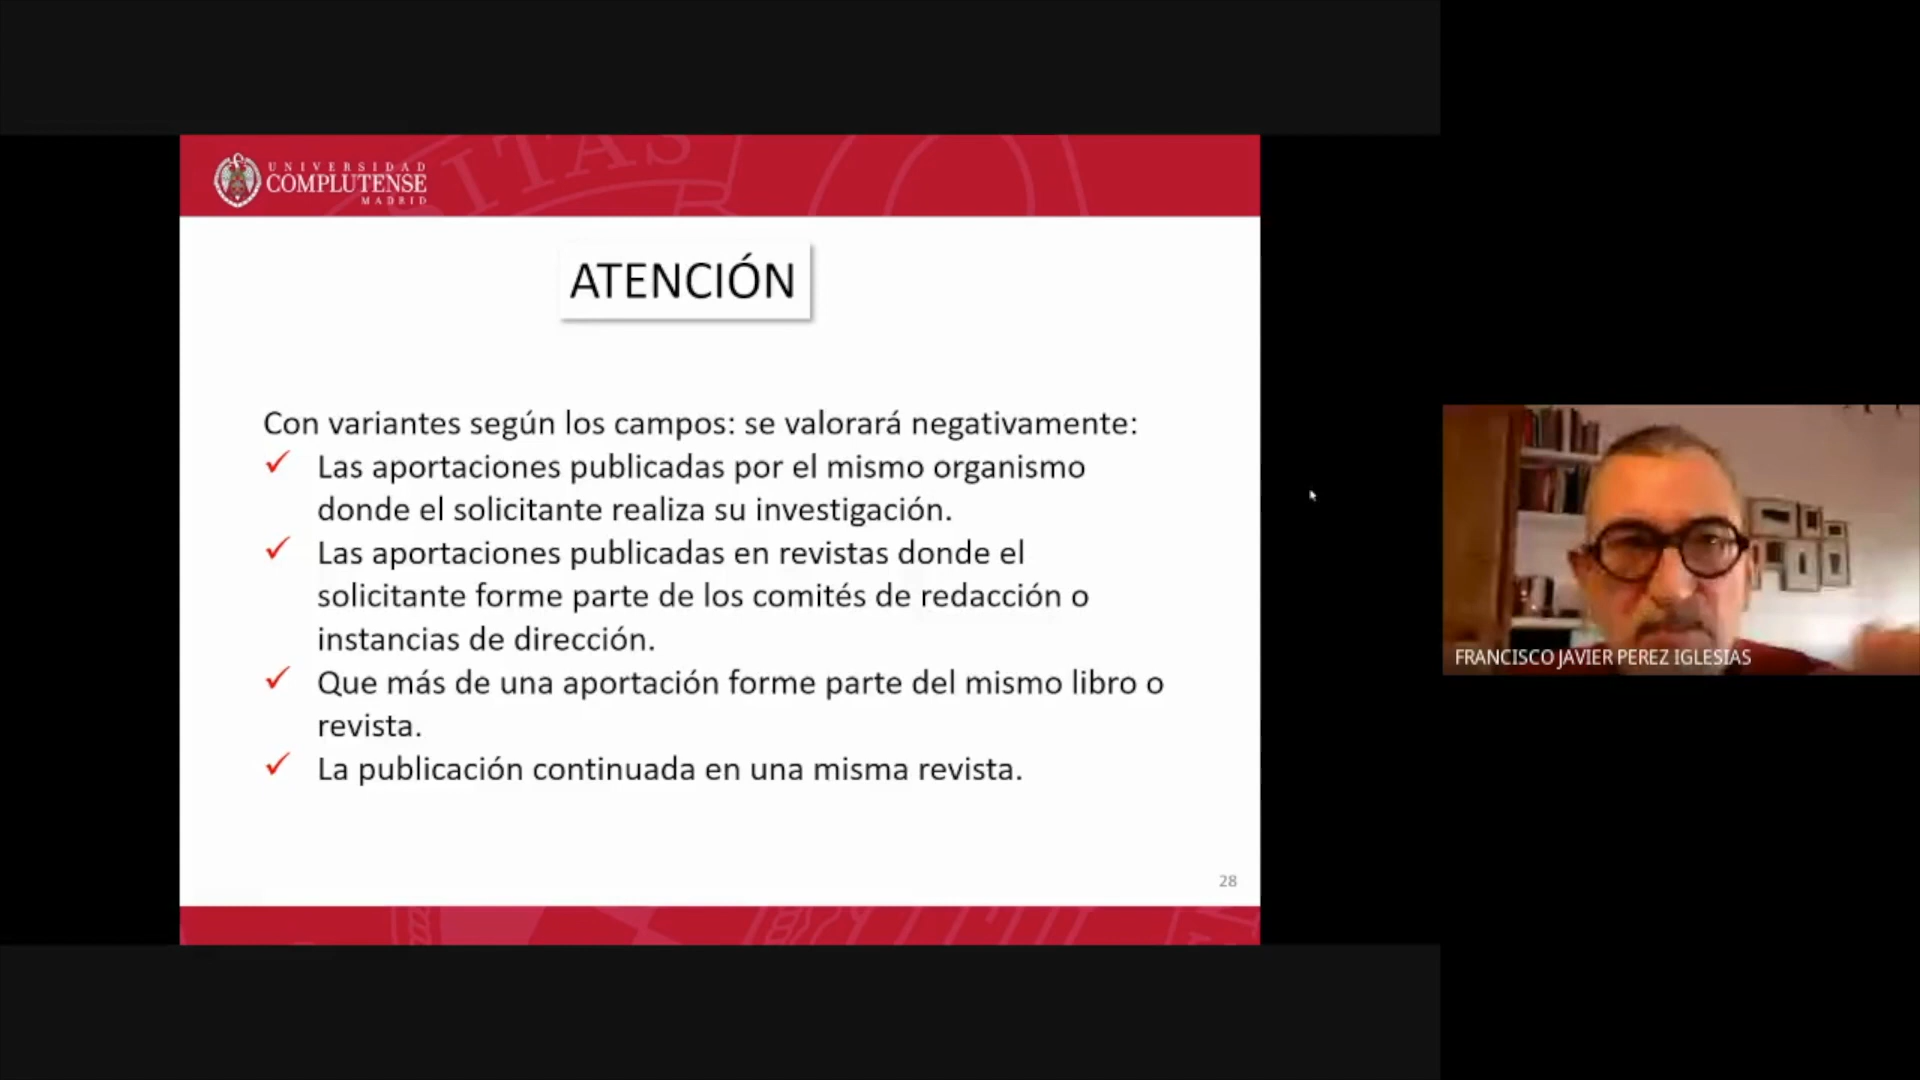 UNIVERSIDAD
COMPLUTENSE
MADRID
SITAS
ATENCIÓN
Con variantes según los campos: se valorará negativamente:
✓ Las aportaciones publicadas por el mismo organismo
donde el solicitante realiza su investigación.
✓ Las aportaciones publicadas en revistas donde el
solicitante forme parte de los comités de redacción o
instancias de dirección.
✓ Que más de una aportación forme parte del mismo libro o
revista.
✓ La publicación continuada en una misma revista.
28
FRANCISCO JAVIER PEREZ IGLESIAS